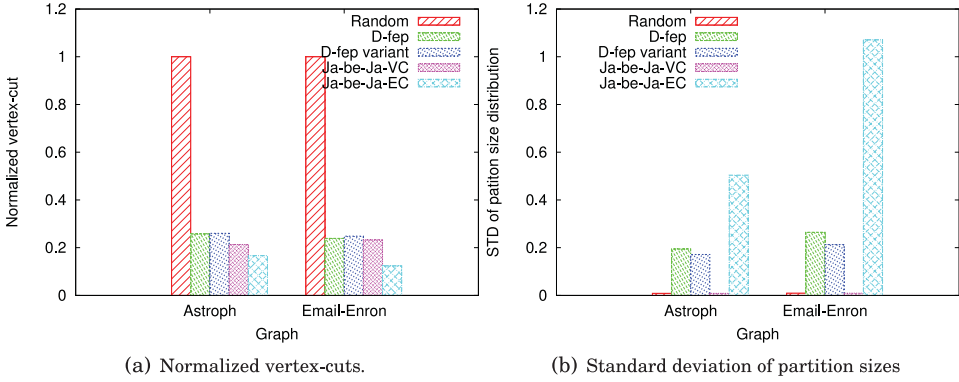 1.2
1
0.8
0.6
0.4
0.2
0
Normalized vertex-cut
Random
D-fep
D-fep variant
Ja-be-Ja-VC
Ja-be-Ja-EC
Astroph
Email-Enron
Graph
(a) Normalized vertex-cuts.
1.2
1
0.8
0.6
0.4
0.2
0
STD of patiton size distribution
Random
D-fep
D-fep variant
Ja-be-Ja-VC
Ja-be-Ja-EC
Astroph
Email-Enron
Graph
(b) Standard deviation of partition sizes